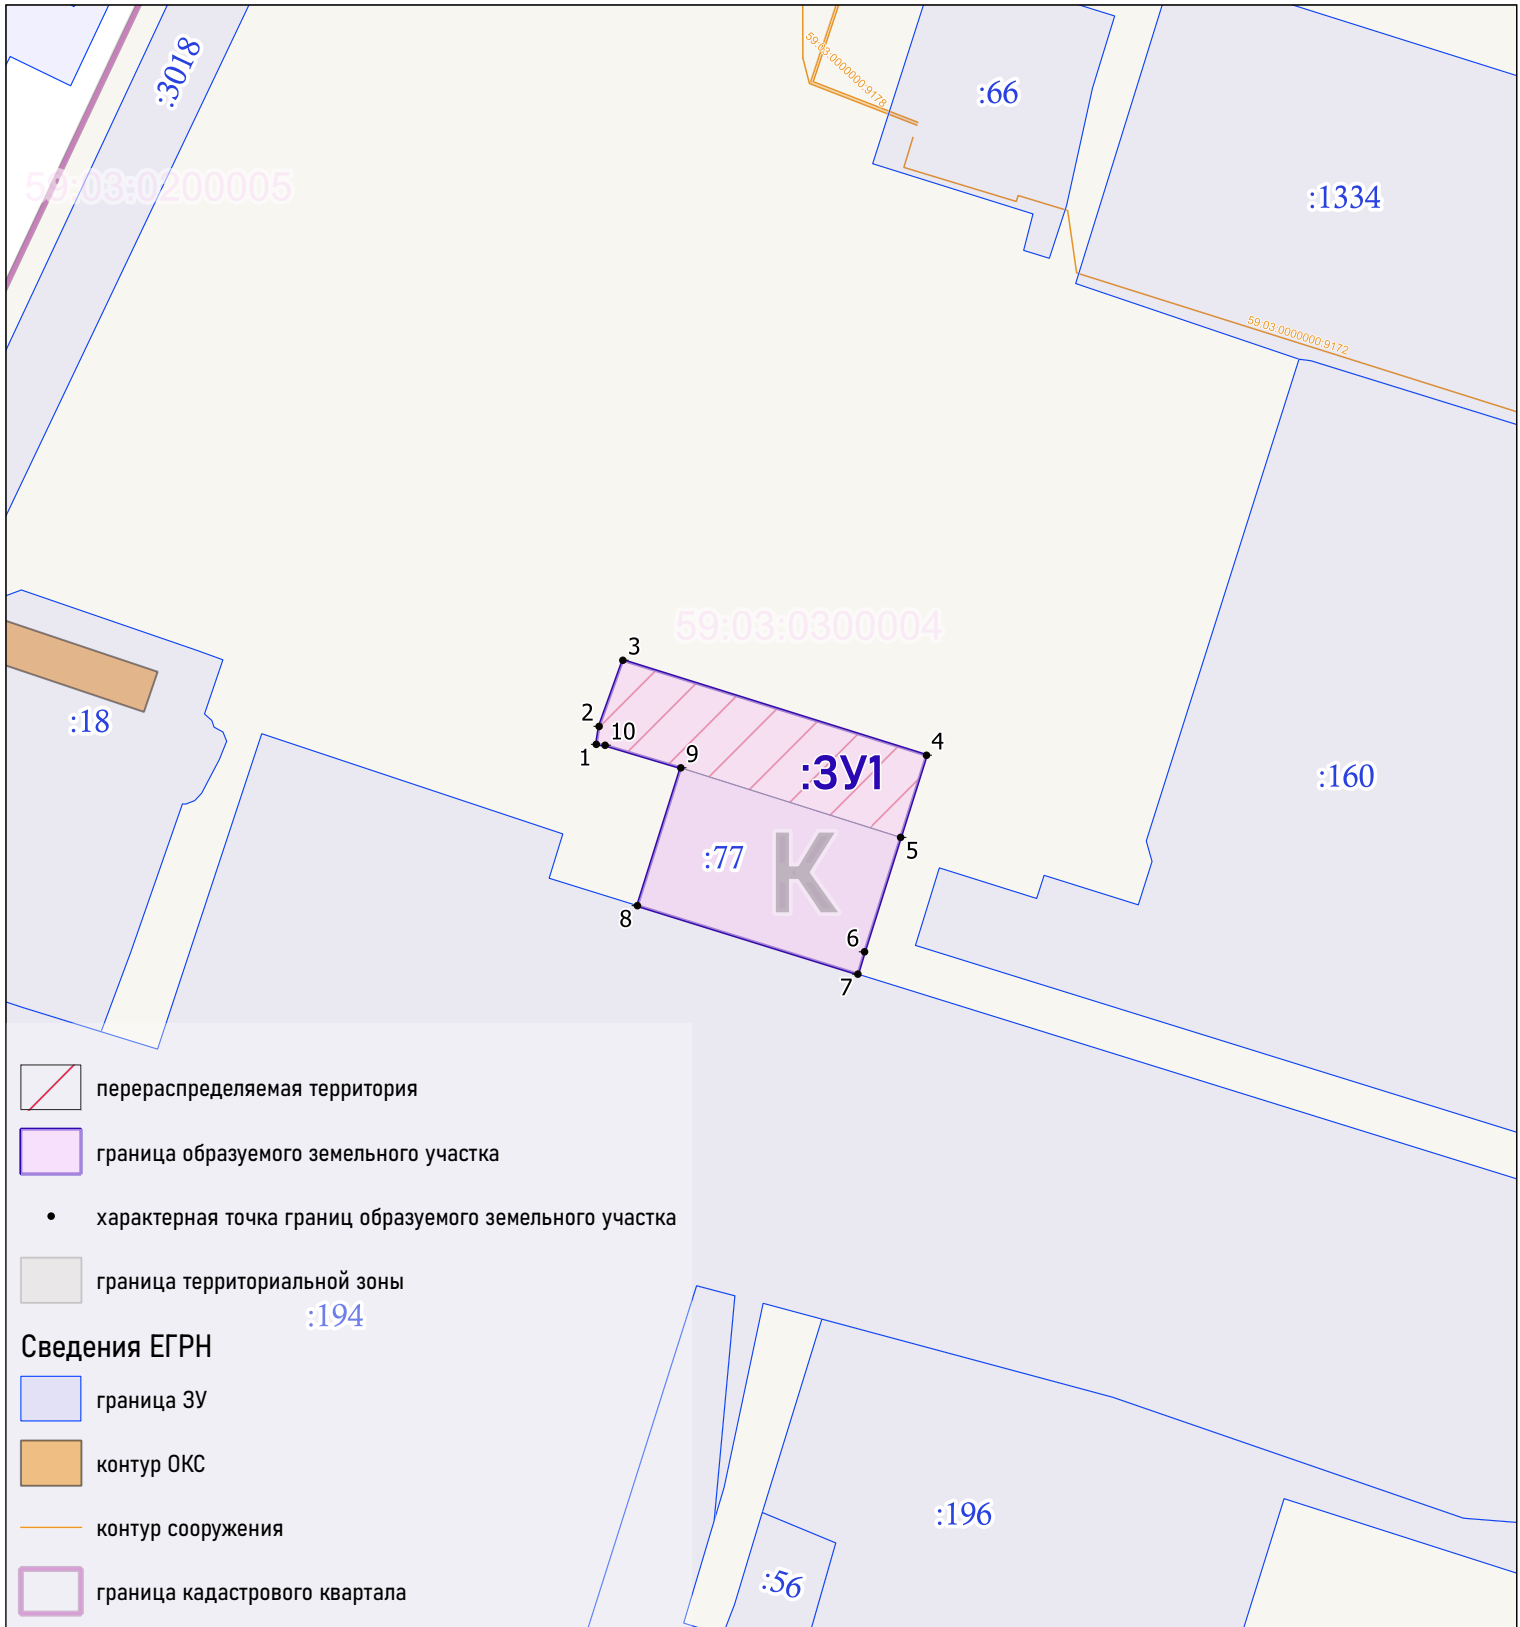 :3018
59:03:0000000:9178
:66
59:03:0200005
:1334
59:03:0000000:9172
59:03:0300004
3
2
10
1
9
4
:ЗУ1
:18
:160
:77
К
5
8
6
7
перераспределяемая территория
граница образуемого земельного участка
характерная точка границ образуемого земельного участка
граница территориальной зоны
:194
Сведения ЕГРН
граница ЗУ
контур ОКС
контур сооружения
граница кадастрового квартала
:196
:56